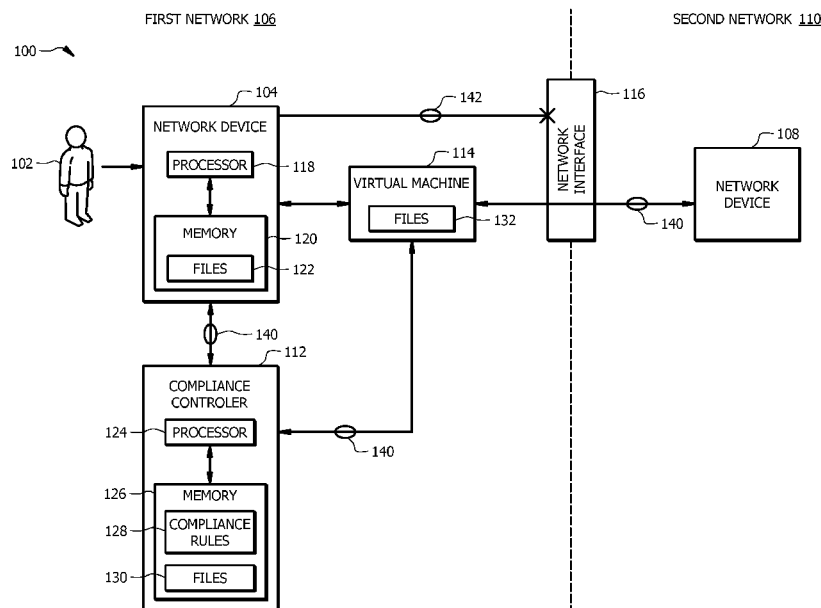 FIRST NETWORK 106
SECOND NETWORK 110
100
104
142
116
102
NETWORK DEVICE
PROCESSOR
118
114
VIRTUAL MACHINE
FILES
132
NETWORK
INTERFACE
108
NETWORK
DEVICE
140
MEMORY
120
FILES
122
140
112
COMPLIANCE
CONTROLER
124
PROCESSOR
140
126
MEMORY
128
COMPLIANCE
RULES
130
FILES